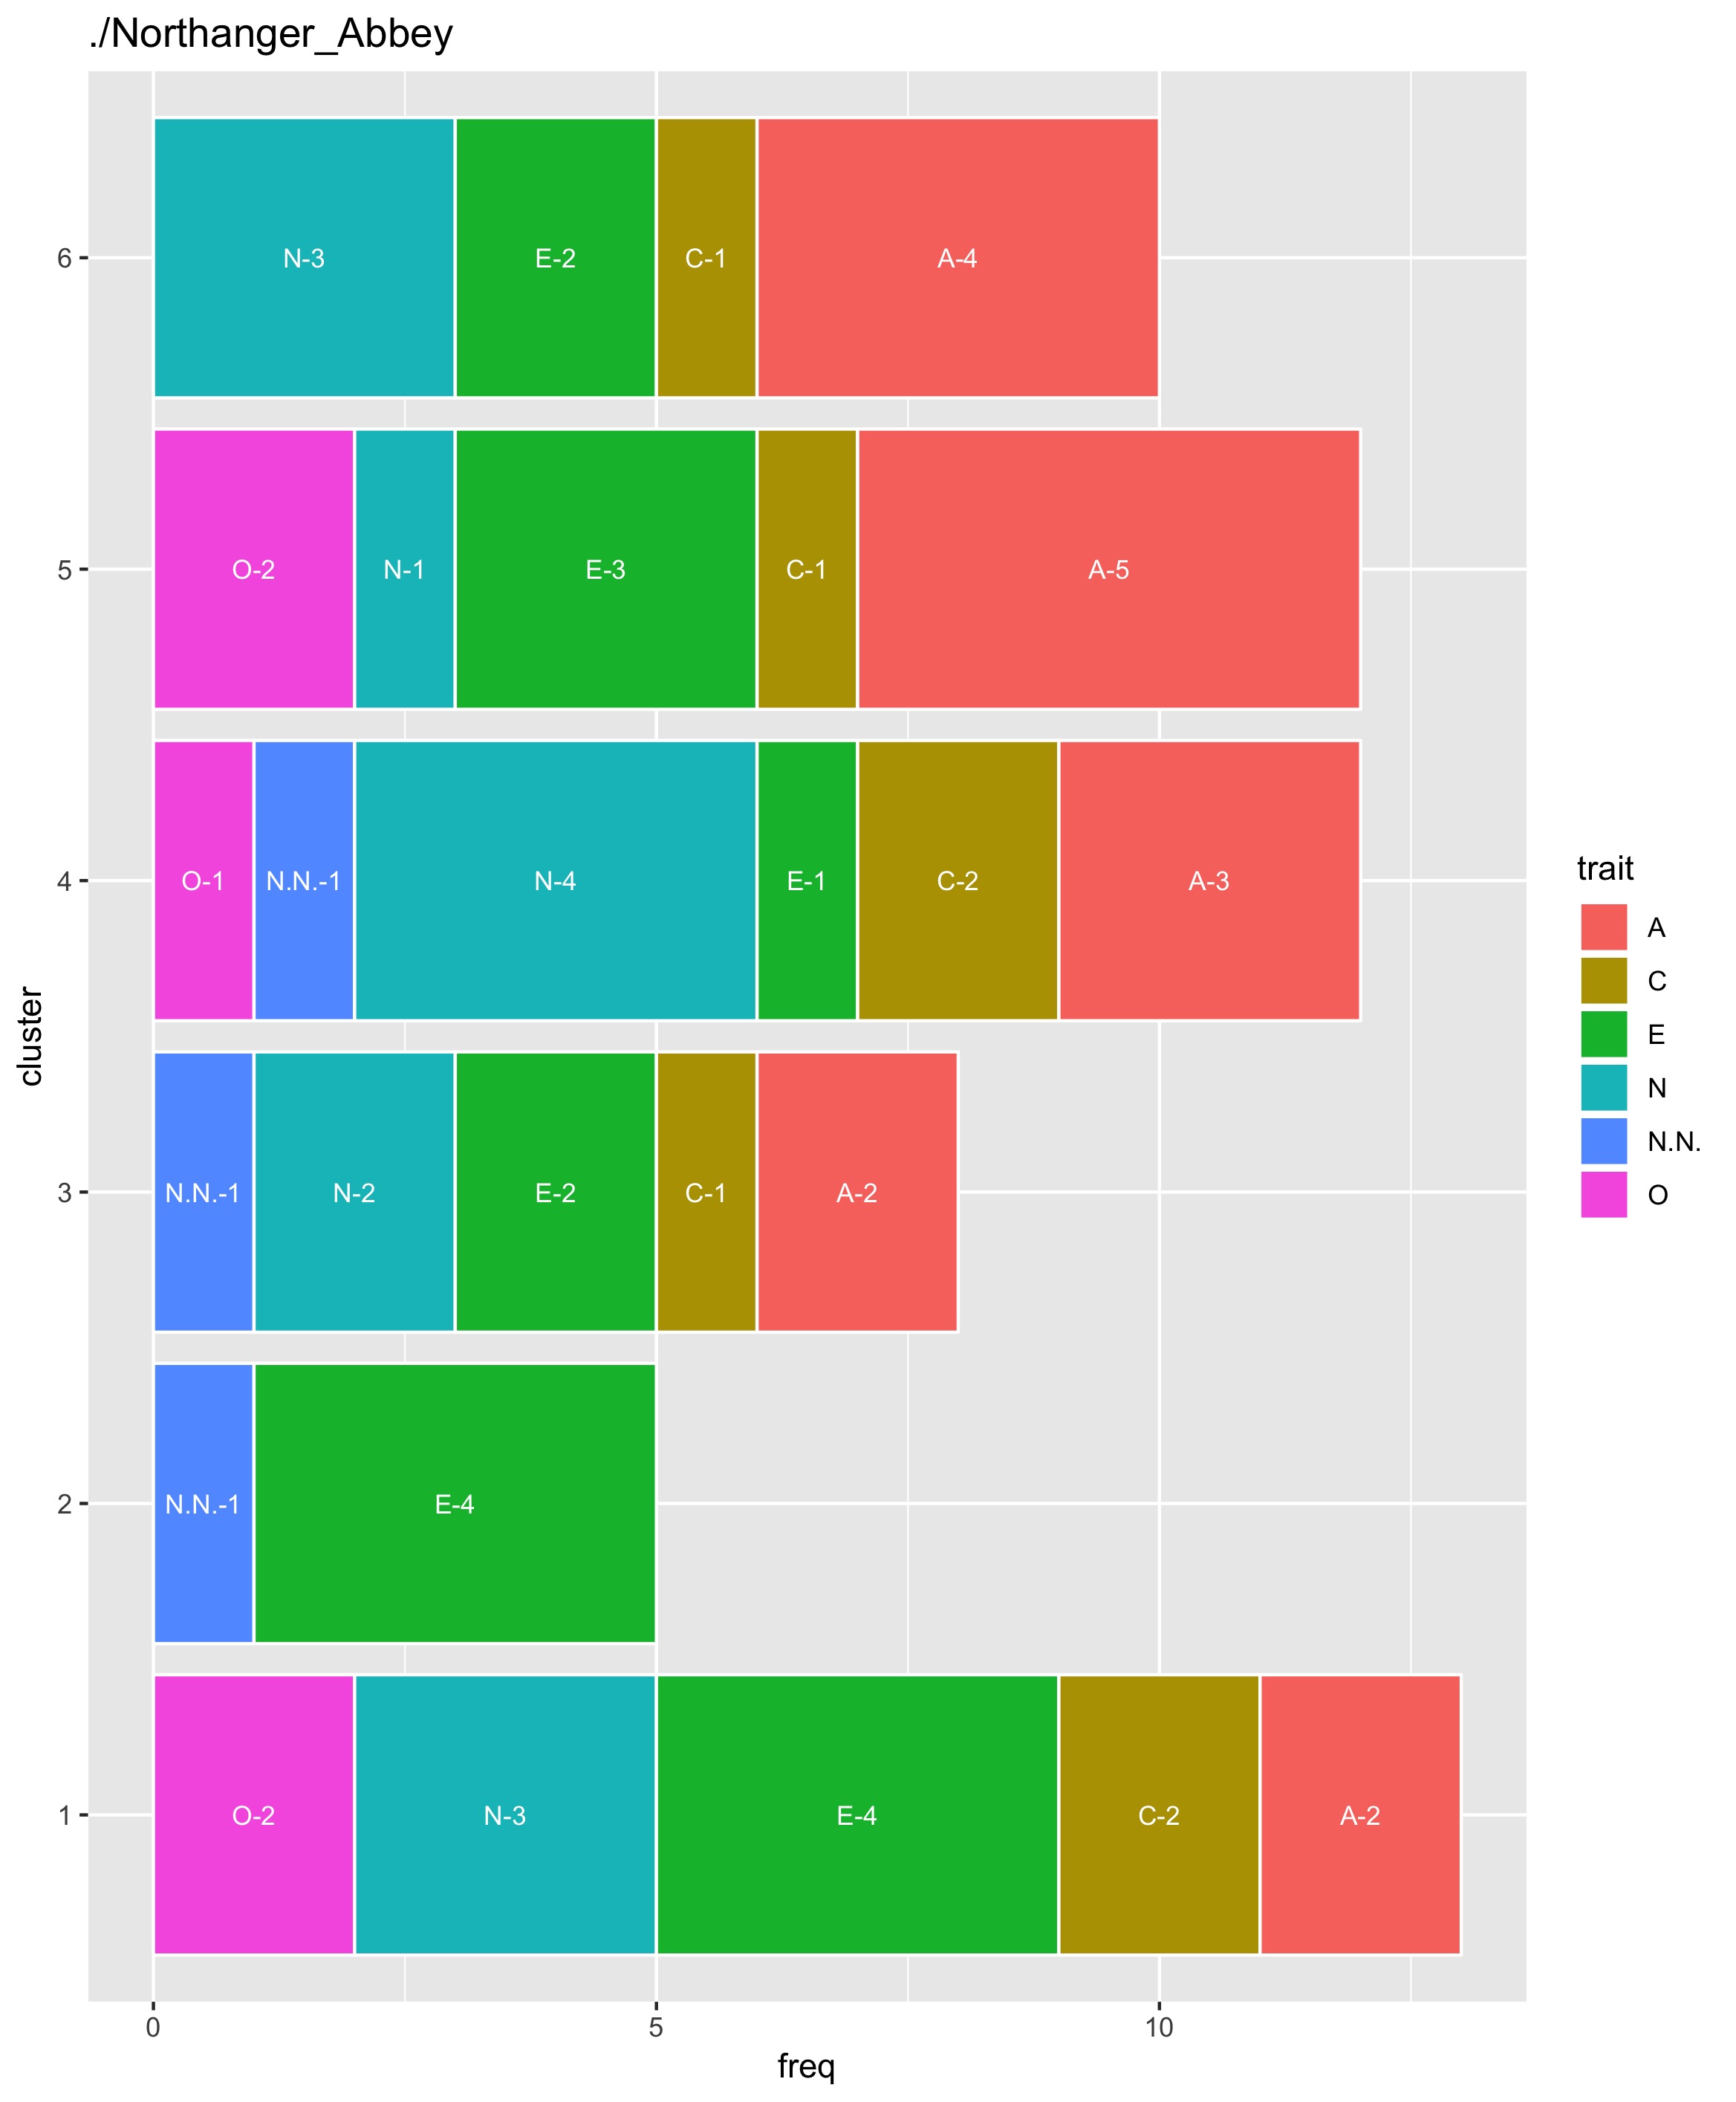 ./Northanger_Abbey
cluster
6
N-3 E-2 C-1 A-4
5
O-2 N-1 E-3 C-1 A-5
4
O-1 N.N.-1 N-4 E-1 C-2 A-3
3
N.N.-1 N-2 E-2 C-1 A-2
2
N.N.-1 E-4
1
O-2 N-3 E-4 C-2 A-2
0 5 10
freq
trait
A
C
E
N
N.N.
O